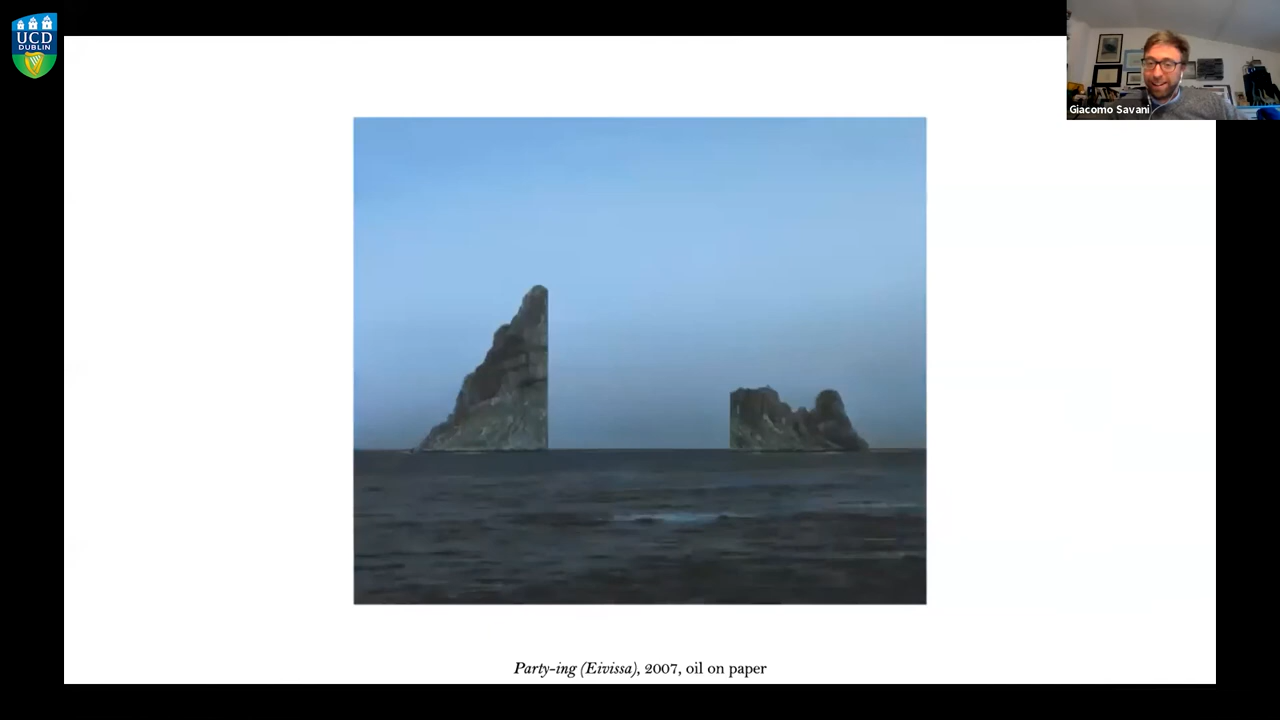 UCD
DUBLIN
Giacomo Savani
Party-ing (Eivissa), 2007, oil on paper